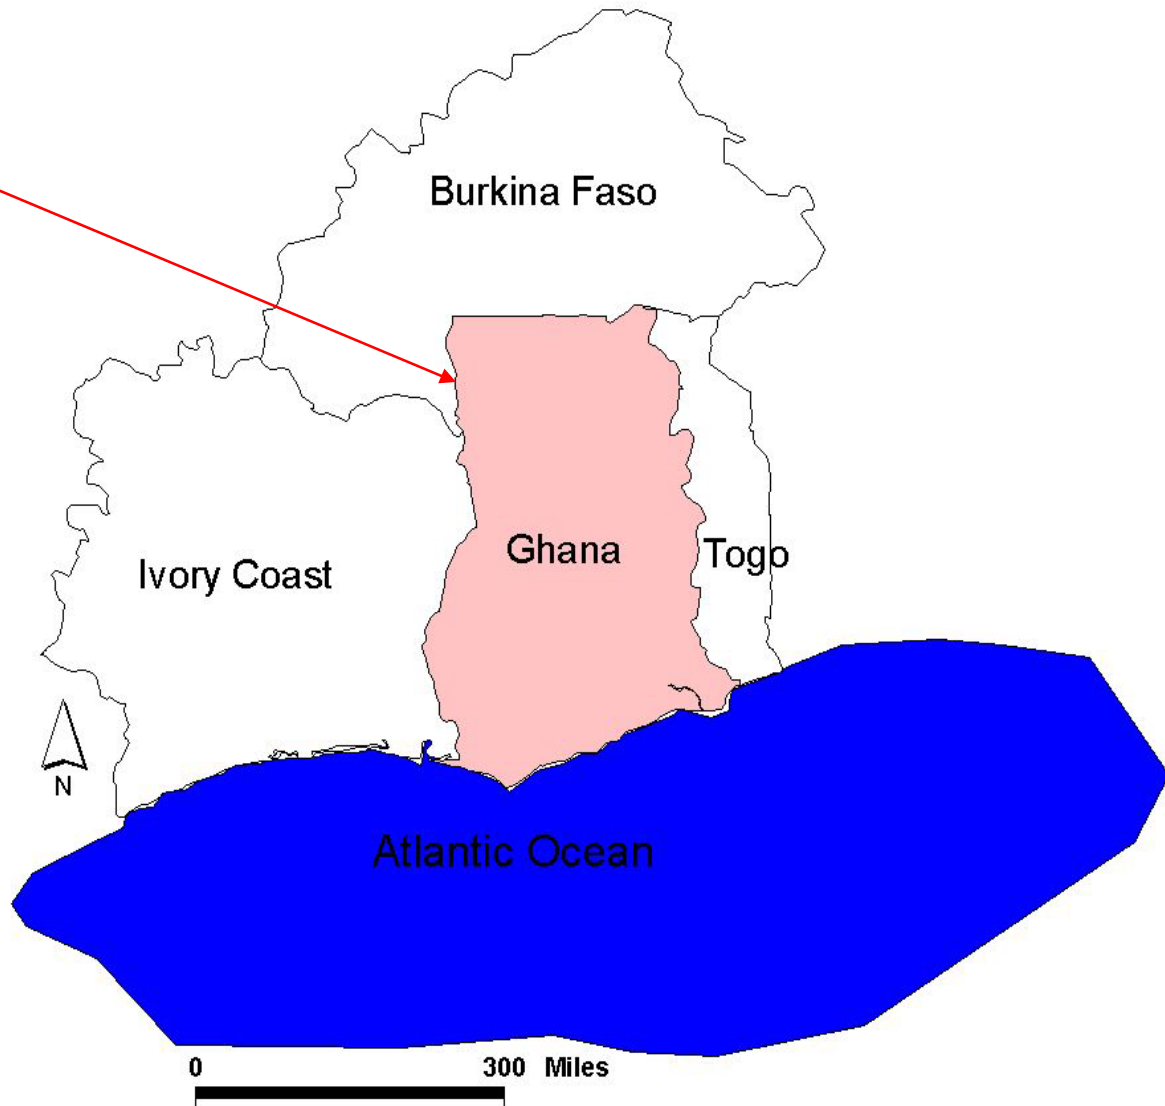 Burkina Faso
Ghana
Togo
Ivory Coast
N
Atlantic Ocean
0 300 Miles